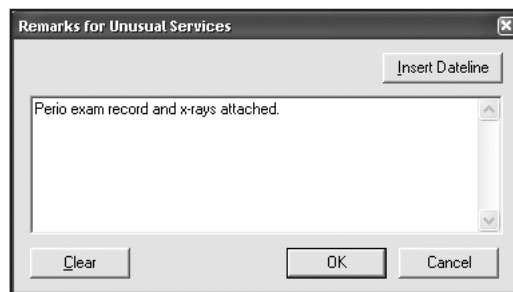 Remarks for Unusual Services
Insert Dateline
Perio exam record and x-rays attached.
Clear
OK
Cancel